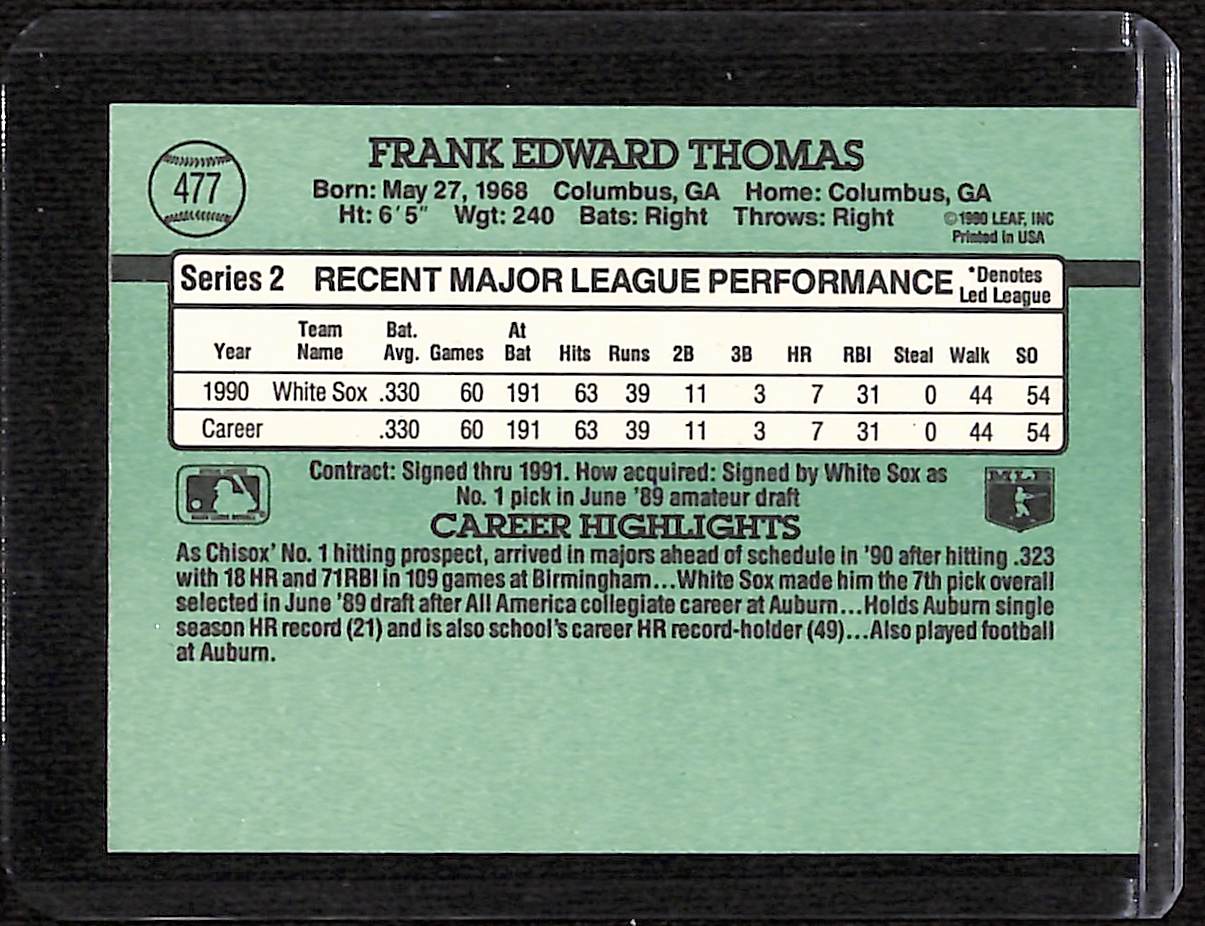 477
FRANK EDWARD THOMAS
Born: May 27, 1968 Columbus, GA Home: Columbus, GA
Ht: 6'5" Wgt: 240 Bats: Right Throws: Right ©1990 LEAF, INC
Printed in USA
Series 2 RECENT MAJOR LEAGUE PERFORMANCE *Denotes
Led League
Team Bat. At
Year Name Avg. Games Bat Hits Runs 2B 3B HR RBI Steal Walk SO
1990 White Sox .330 60 191 63 39 11 3 7 31 0 44 54
Career .330 60 191 63 39 11 3 7 31 0 44 54
Contract: Signed thru 1991. How acquired: Signed by White Sox as
No. 1 pick in June '89 amateur draft
CAREER HIGHLIGHTS
As Chisox' No. 1 hitting prospect, arrived in majors ahead of schedule in '90 after hitting .323
with 18 HR and 71 RBI in 109 games at Birmingham...White Sox made him the 7th pick overall
selected in June '89 draft after All America collegiate career at Auburn...Holds Auburn single
season HR record (21) and is also school's career HR record-holder (49)...Also played football
at Auburn.